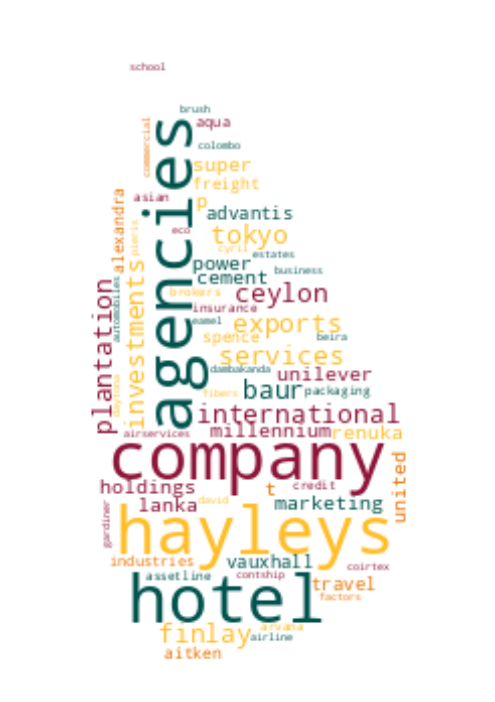 school
brush
aqua
commercial
agencies
colombo
super
freight
asian
p
alexandra
advantis
eco
pieris
tokyo
cyril
estates
power
business
cement
investments
automobiles
plantation
brokers
ceylon
insurance
eamel
exports
spence
beira
services
dambakanda
unilever
daytona
baur
packaging
fibers
international
airservices
millennium
renuka
company
united
holdings
t
credit
lanka
david
marketing
gardiner
hayleys
industries
vauxhall
coirtex
assetline
contship
travel
hotel
factors
finlay
arvana
airline
aitken